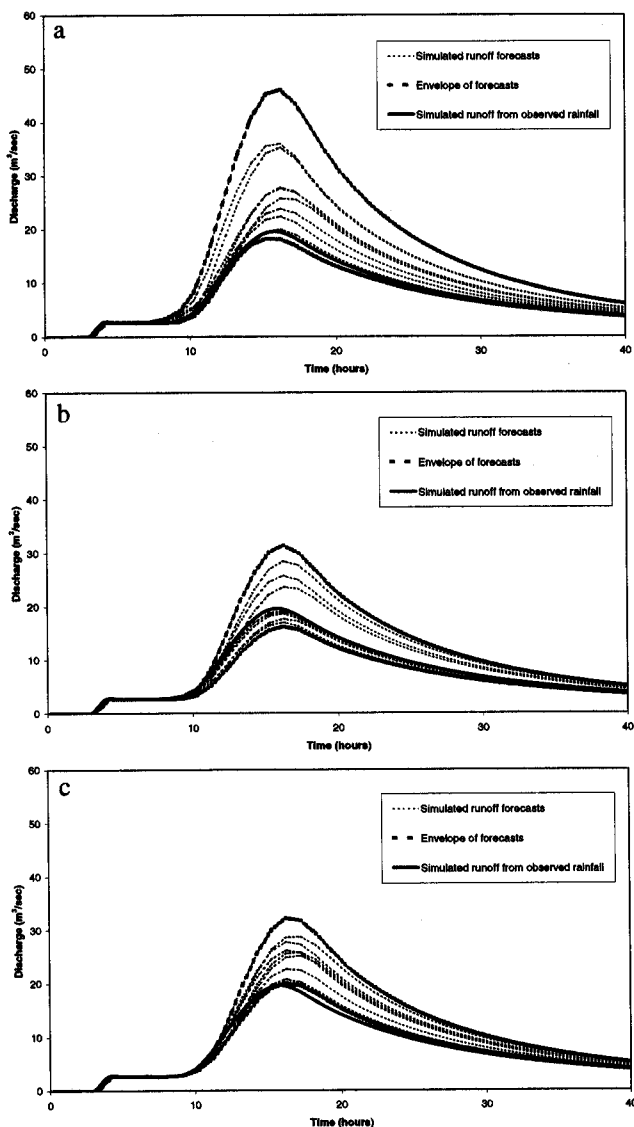 a
60
50
40
30
20
10
0
Discharge (m³/sec)
Simulated runoff forecasts
Envelope of forecasts
Simulated runoff from observed rainfall
0 10 20 30 40
Time (hours)
b
60
50
40
30
20
10
0
Discharge (m³/sec)
Simulated runoff forecasts
Envelope of forecasts
Simulated runoff from observed rainfall
0 10 20 30 40
Time (hours)
c
60
50
40
30
20
10
0
Discharge (m³/sec)
Simulated runoff forecasts
Envelope of forecasts
Simulated runoff from observed rainfall
0 10 20 30 40
Time (hours)